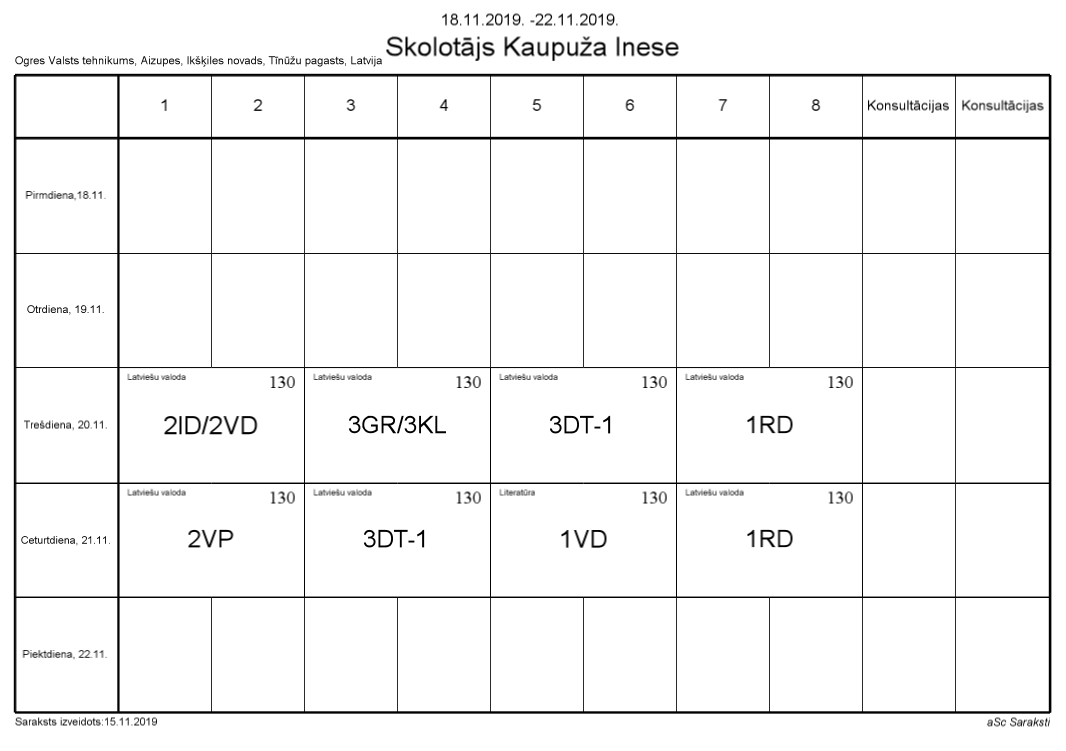 18.11.2019. -22.11.2019.
Skolotājs Kaupuža Inese
Ogres Valsts tehnikums, Aizupes, Ikšķiles novads, Tīnūžu pagasts, Latvija
1 2 3 4 5 6 7 8 Konsultācijas Konsultācijas
Pirmdiena,18.11.
Otrdiena, 19.11.
Latviešu valoda 130 Latviešu valoda 130 Latviešu valoda 130 Latviešu valoda 130
Trešdiena, 20.11. 2ID/2VD 3GR/3KL 3DT-1 1RD
Latviešu valoda 130 Latviešu valoda 130 Literatūra 130 Latviešu valoda 130
Ceturtdiena, 21.11. 2VP 3DT-1 1VD 1RD
Piektdiena, 22.11.
Saraksts izveidots:15.11.2019 aSc Saraksti